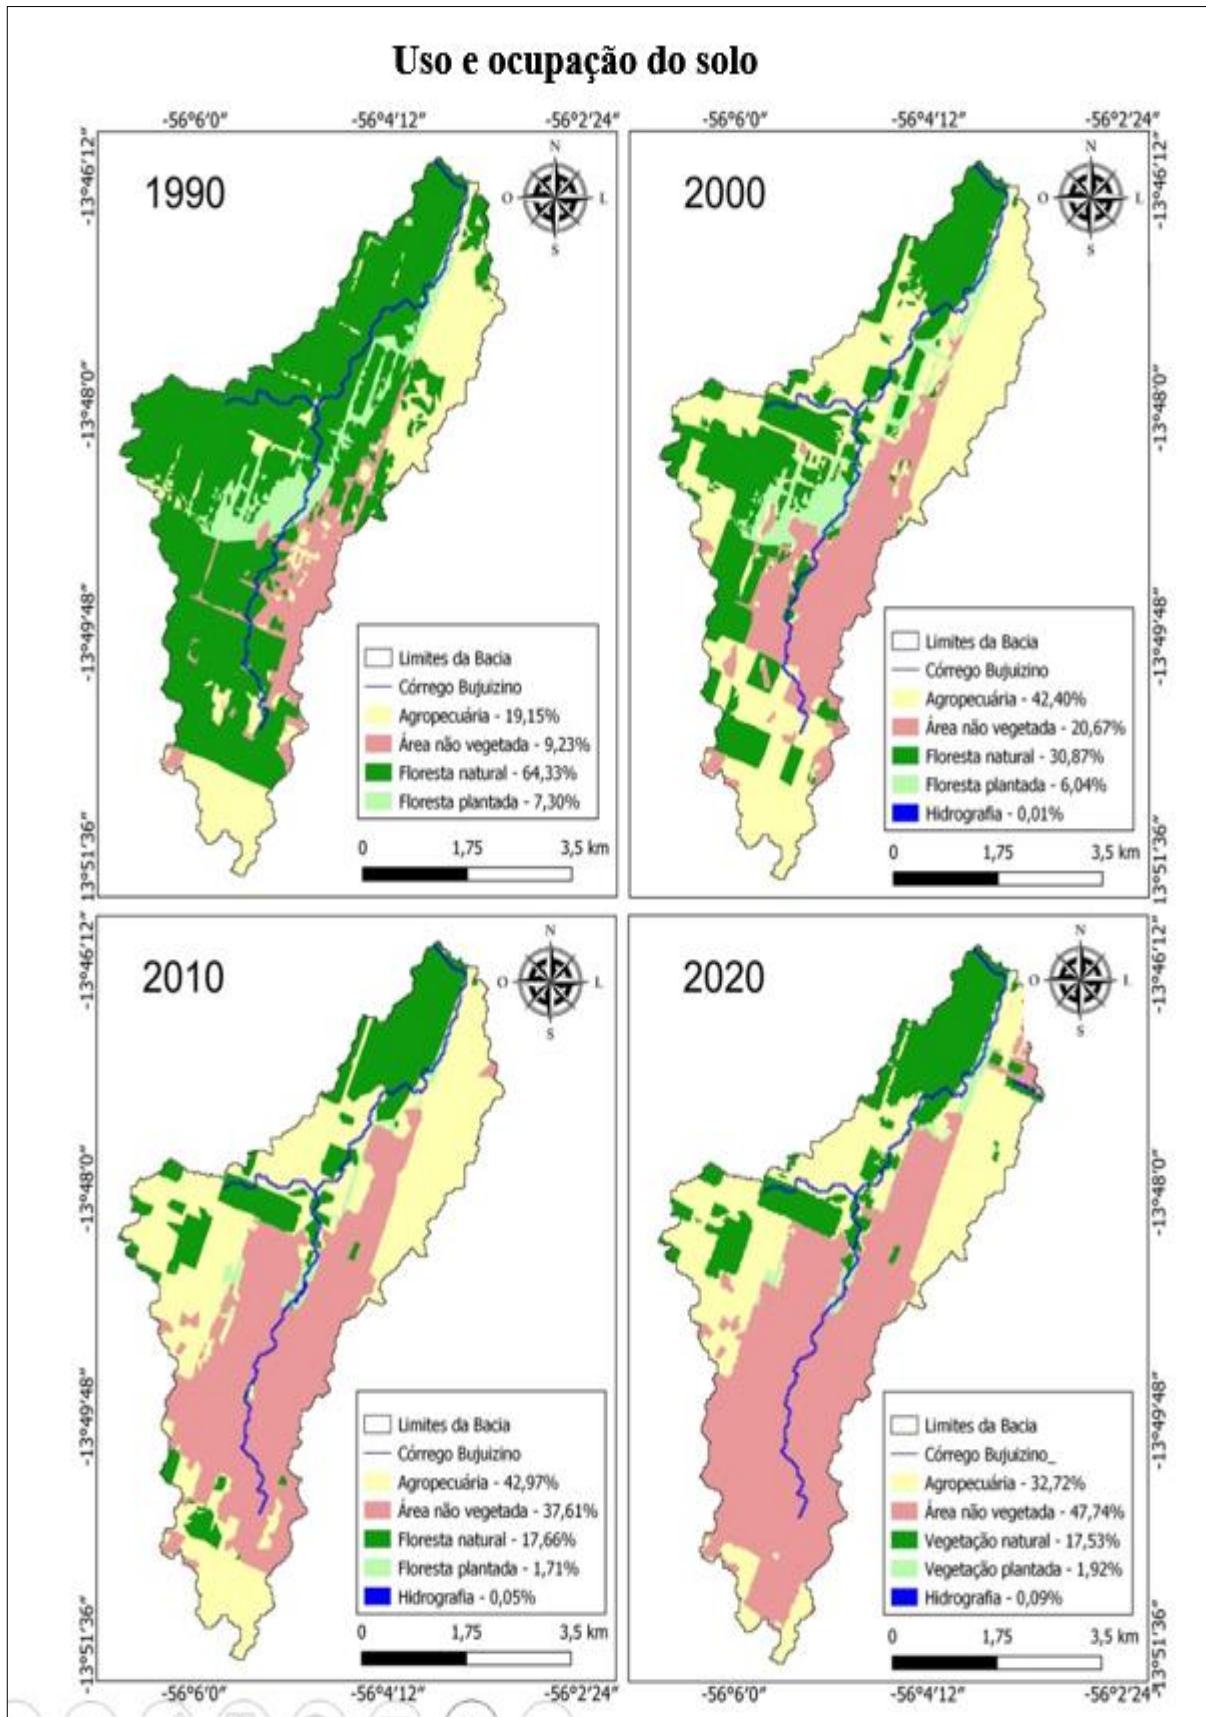 Uso e ocupação do solo
-56°6'0" -56°4'12" -56°2'24" -56°6'0" -56°4'12" -56°2'24"
-13°46'12"
1990
N
O L
S
2000
N
O L
S
-13°46'12"
-13°48'0"
-13°48'0"
-13°49'48"
-13°49'48"
13°51'36"
13°51'36"
Limites da Bacia
Córrego Bujuizino
Agropecuária - 19,15%
Área não vegetada - 9,23%
Floresta natural - 64,33%
Floresta plantada - 7,30%
0 1,75 3,5 km
Limites da Bacia
Córrego Bujuizino
Agropecuária - 42,40%
Área não vegetada - 20,67%
Floresta natural - 30,87%
Floresta plantada - 6,04%
Hidrografia - 0,01%
0 1,75 3,5 km
-13°46'12"
2010
N
O L
S
2020
N
O L
S
-13°46'12"
-13°48'0"
-13°48'0"
-13°49'48"
-13°49'48"
-13°51'36"
-13°51'36"
Limites da Bacia
Córrego Bujuizino
Agropecuária - 42,97%
Área não vegetada - 37,61%
Floresta natural - 17,66%
Floresta plantada - 1,71%
Hidrografia - 0,05%
0 1,75 3,5 km
Limites da Bacia
Córrego Bujuizino_
Agropecuária - 32,72%
Área não vegetada - 47,74%
Vegetação natural - 17,53%
Vegetação plantada - 1,92%
Hidrografia - 0,09%
0 1,75 3,5 km
-56°6'0" -56°4'12" -56°2'24" -56°6'0" -56°4'12" -56°2'24"